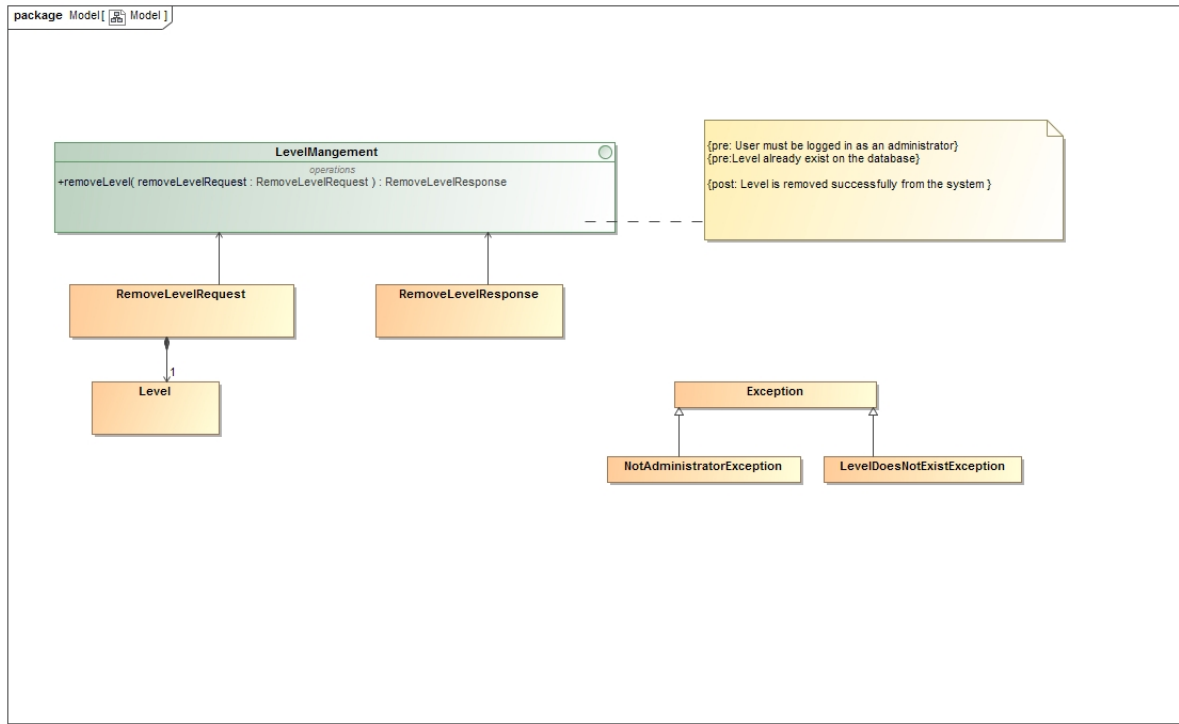 package Model[ Model ]
LevelMangement
operations
+removeLevel( removeLevelRequest : RemoveLevelRequest ) : RemoveLevelResponse
{pre: User must be logged in as an administrator}
{pre:Level already exist on the database}
{post: Level is removed successfully from the system }
RemoveLevelRequest
RemoveLevelResponse
1
Level
Exception
NotAdministratorException
LevelDoesNotExistException